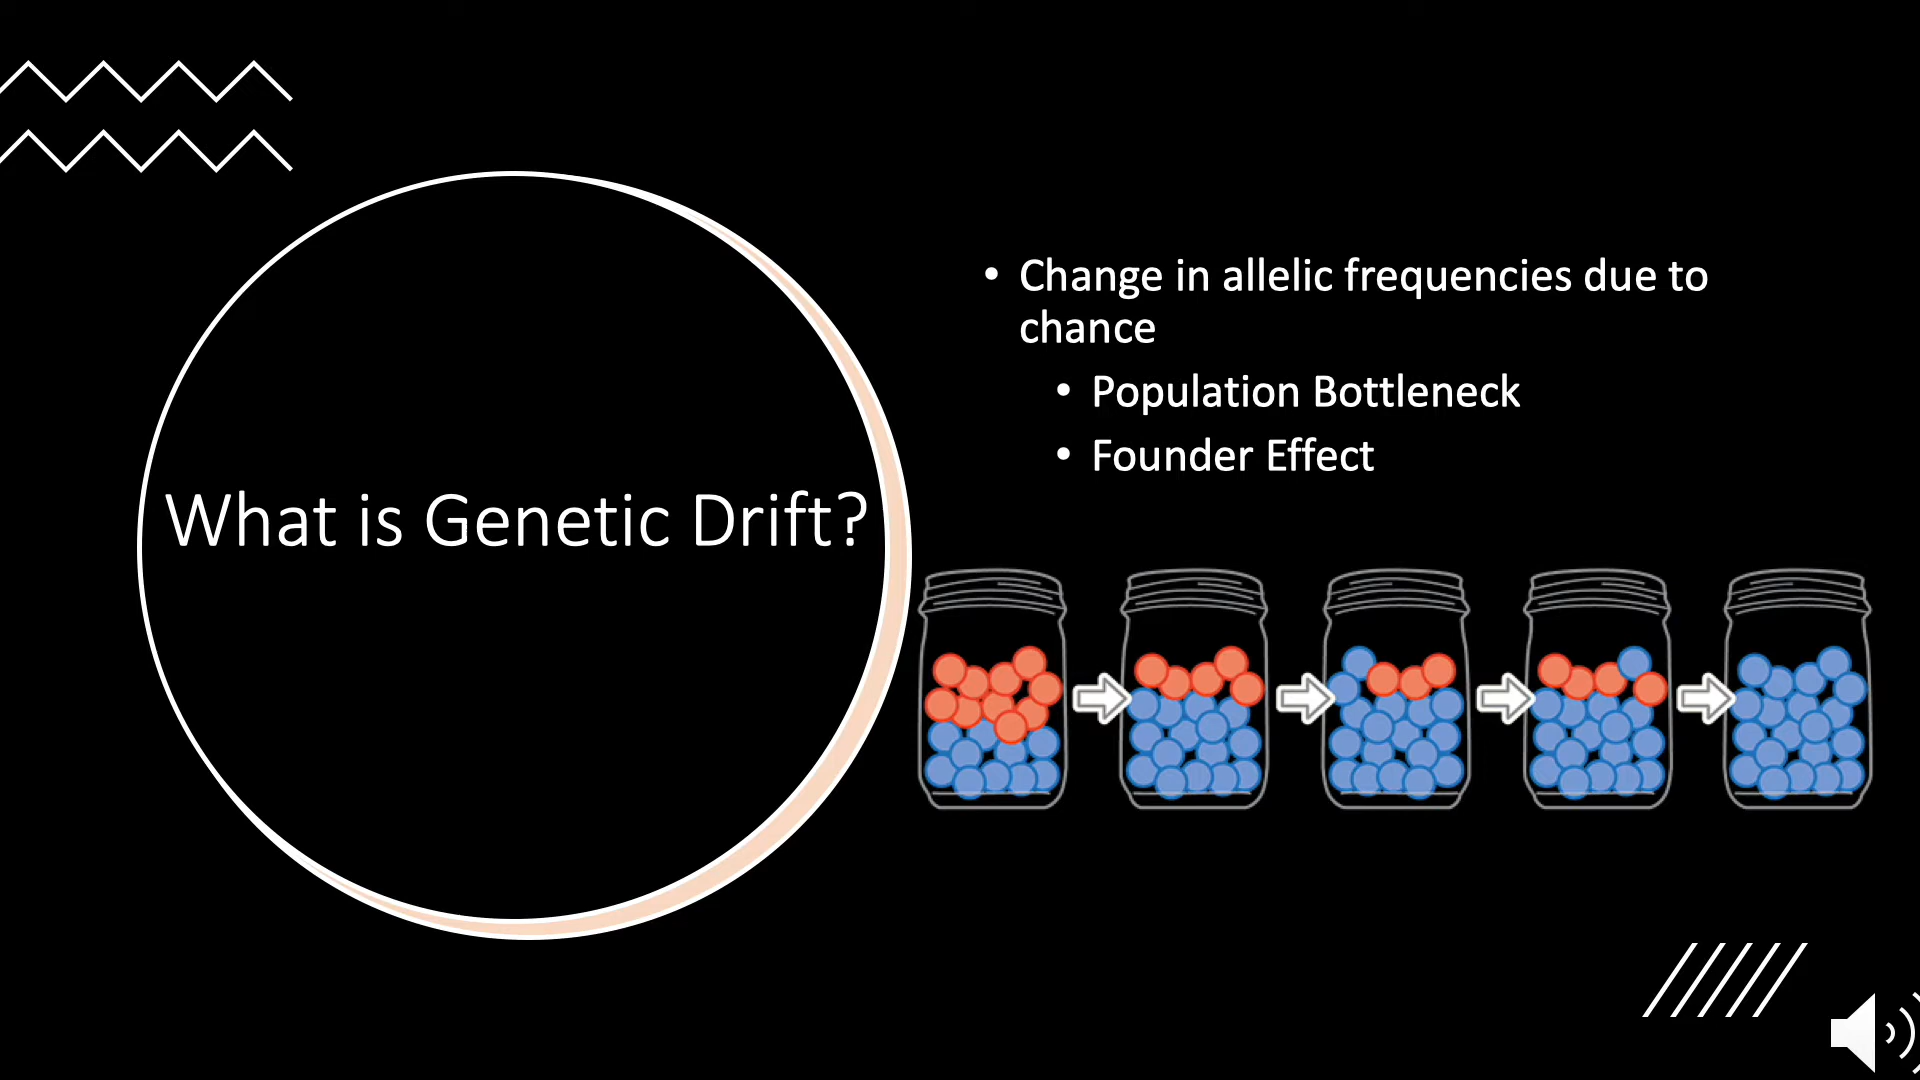 What is Genetic Drift?
• Change in allelic frequencies due to
chance
• Population Bottleneck
• Founder Effect